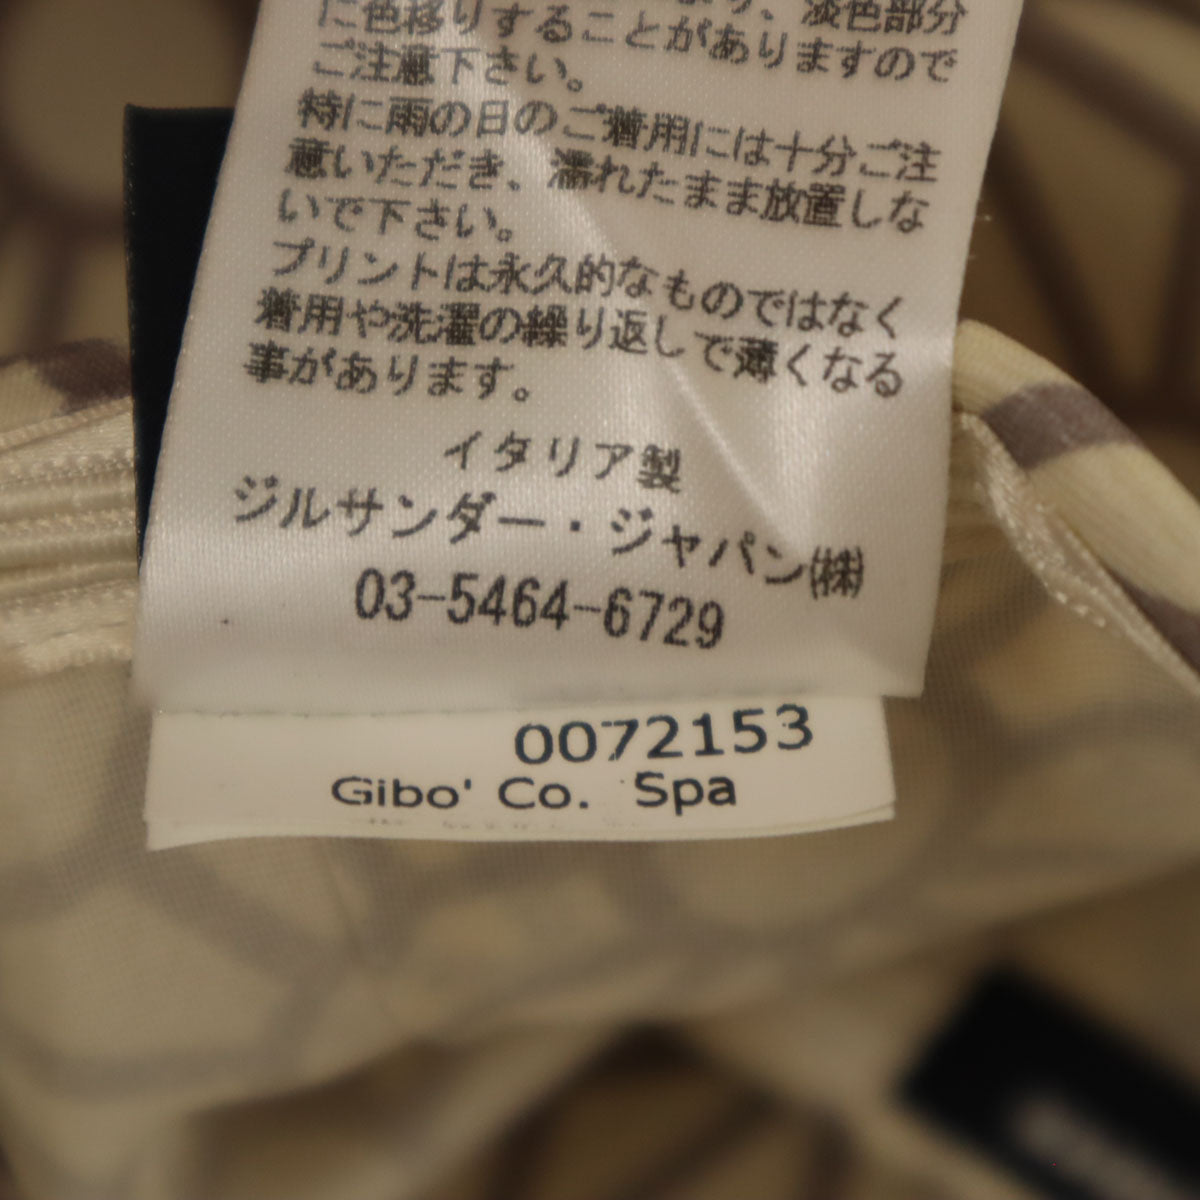 淡色部分
に色移りすることがありますので
ご注意下さい。
特に雨の日のご着用には十分ご注
意いただき、濡れたまま放置しな
いで下さい。
プリントは永久的なものではなく
着用や洗濯の繰り返しで薄くなる
事があります。
イタリア製
ジルサンダー・ジャパン㈱
03-5464-6729
0072153
Gibo' Co. Spa